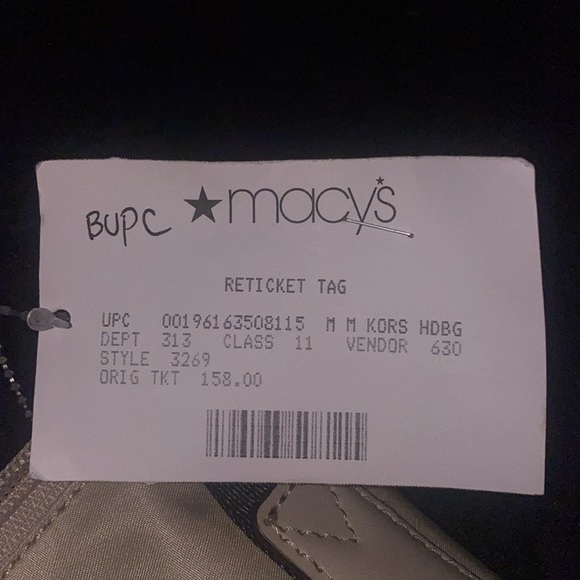 BUPC ★macy's
RETICKET TAG
UPC 00196163508115 M M KORS HDBG
DEPT 313 CLASS 11 VENDOR 630
STYLE 3269
ORIG TKT 158.00